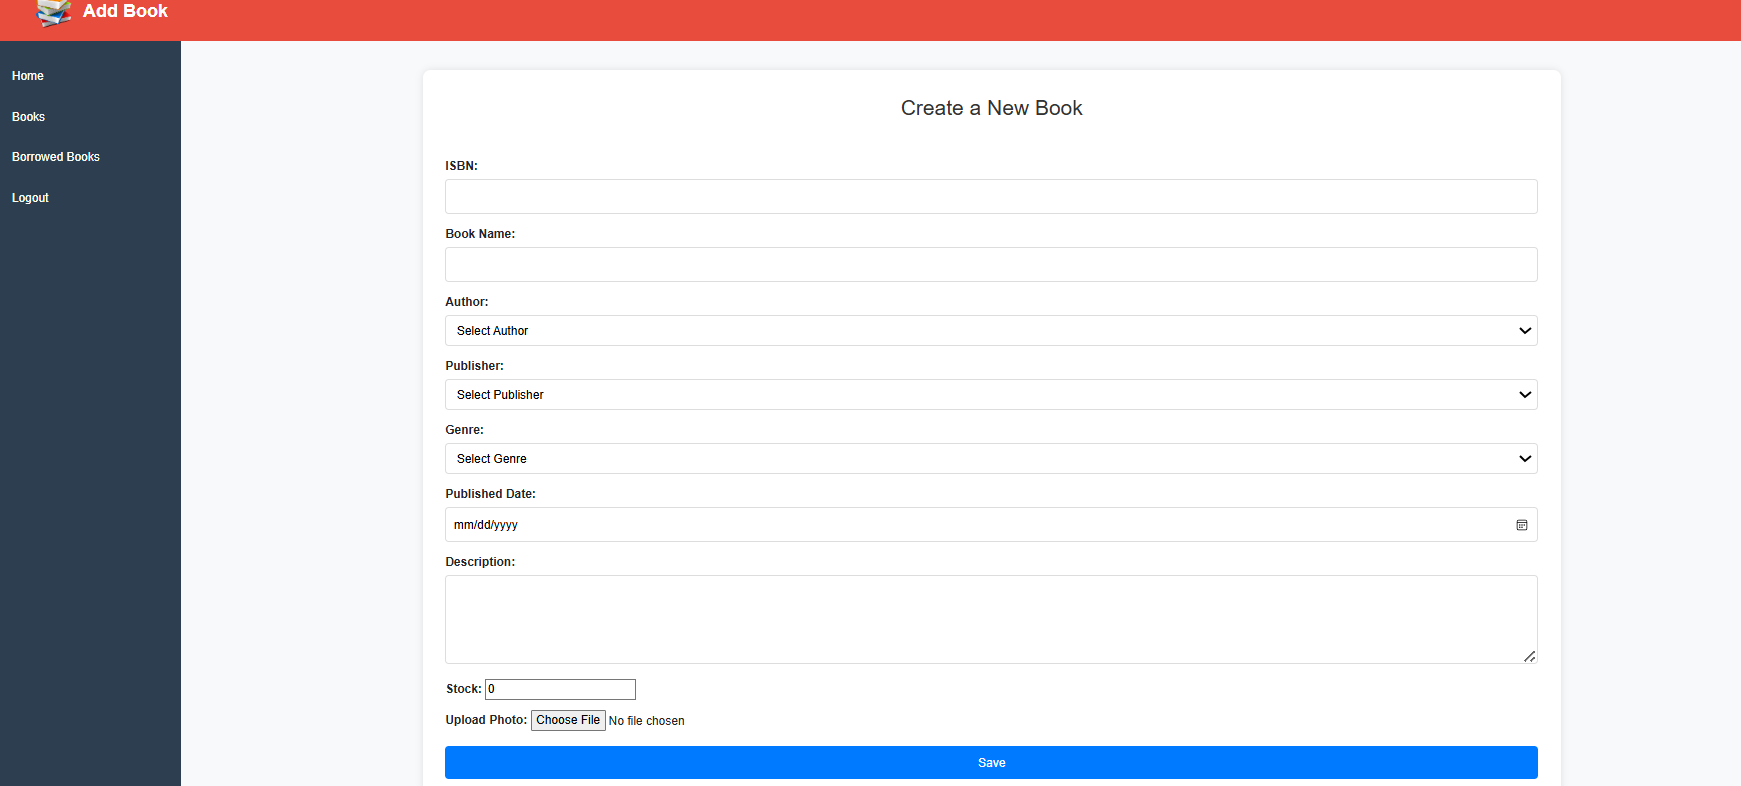 Add Book
Home
Books
Borrowed Books
Logout
Create a New Book
ISBN:
Book Name:
Author:
Select Author
Publisher:
Select Publisher
Genre:
Select Genre
Published Date:
mm/dd/yyyy
Description:
Stock: 0
Upload Photo: Choose File No file chosen
Save